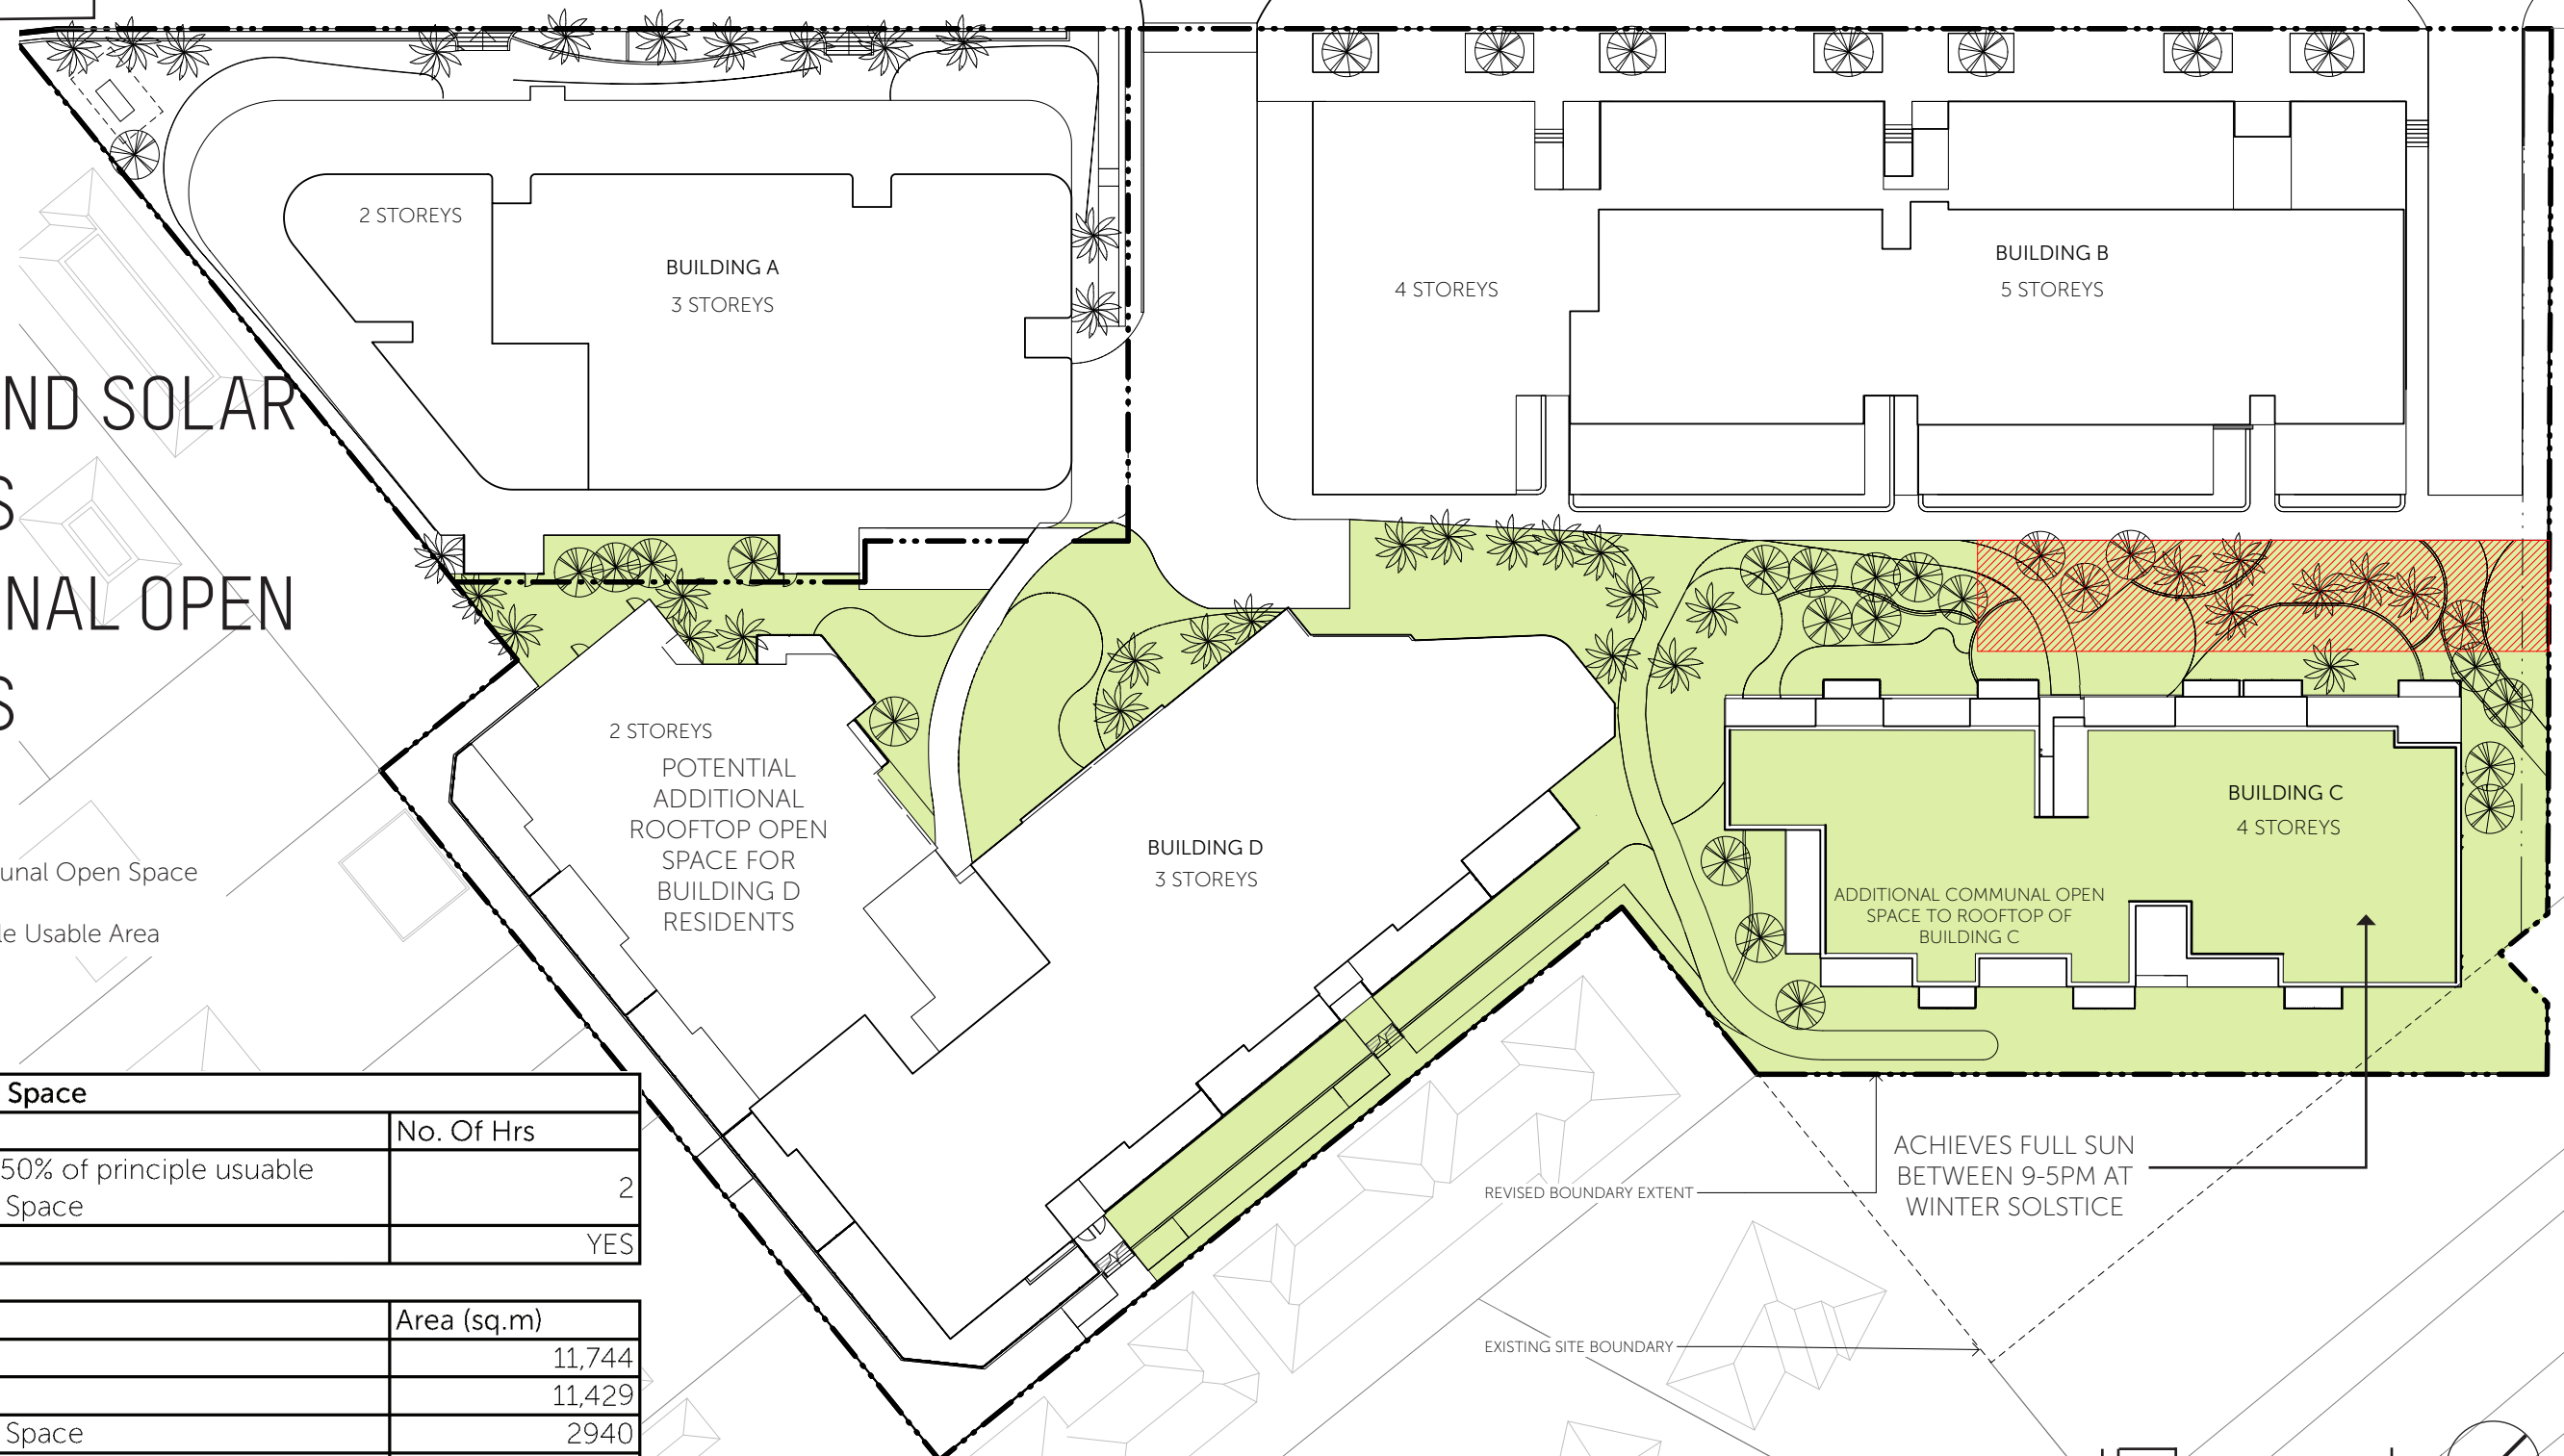 2 STOREYS
BUILDING A
3 STOREYS
4 STOREYS
BUILDING B
5 STOREYS
ND SOLAR
S
NAL OPEN
S
2 STOREYS
POTENTIAL
ADDITIONAL
ROOFTOP OPEN
SPACE FOR
BUILDING D
RESIDENTS
BUILDING D
3 STOREYS
BUILDING C
4 STOREYS
ADDITIONAL COMMUNAL OPEN
SPACE TO ROOFTOP OF
BUILDING C
unal Open Space
le Usable Area
ACHIEVES FULL SUN
BETWEEN 9-5PM AT
WINTER SOLSTICE
REVISED BOUNDARY EXTENT
EXISTING SITE BOUNDARY
Space
No. Of Hrs
50% of principle usuable
Space
2
YES
Area (sq.m)
11,744
11,429
Space 2940